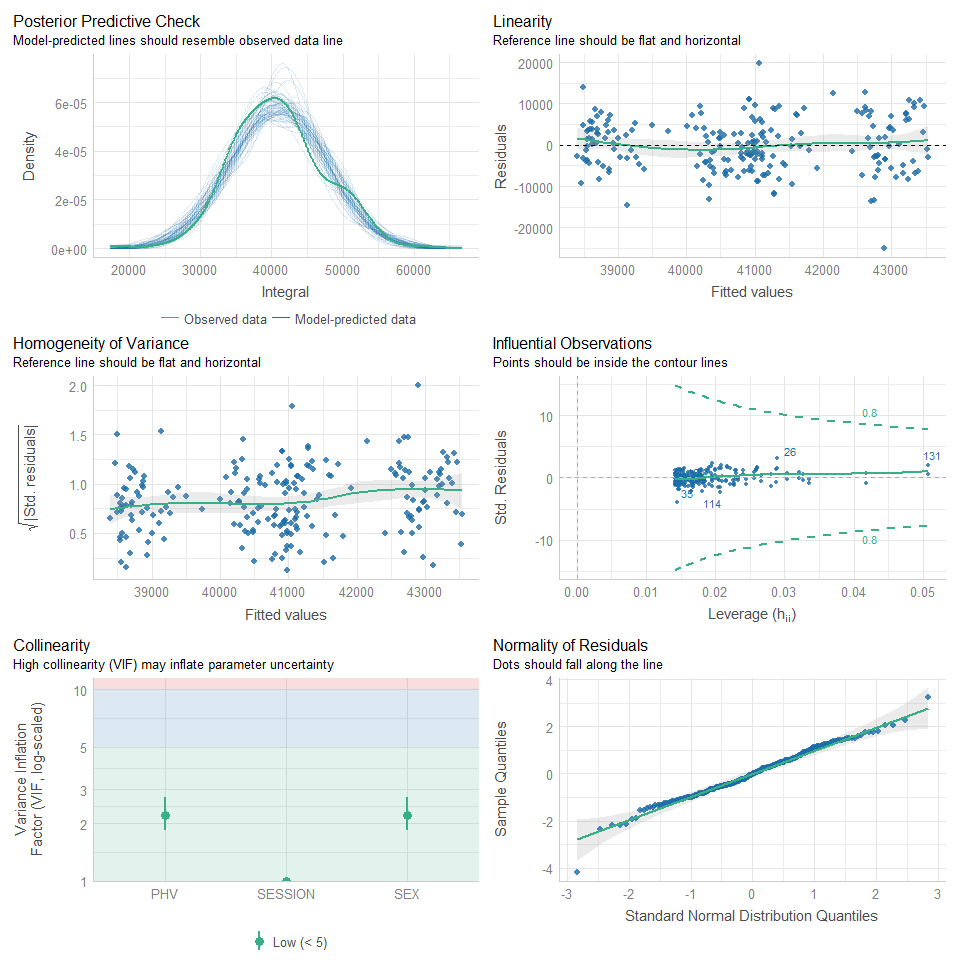 Posterior Predictive Check
Model-predicted lines should resemble observed data line
6e-05
4e-05
2e-05
0e+00
Density
20000 30000 40000 50000 60000
Integral
Observed data Model-predicted data
Linearity
Reference line should be flat and horizontal
20000
10000
0
-10000
-20000
Residuals
39000 40000 41000 42000 43000
Fitted values
Homogeneity of Variance
Reference line should be flat and horizontal
2.0
1.5
1.0
0.5
√|Std. residuals|
39000 40000 41000 42000 43000
Fitted values
Influential Observations
Points should be inside the contour lines
10
0
-10
Std. Residuals
0.8
26
131
114
0.8
0.00 0.01 0.02 0.03 0.04 0.05
Leverage (hii)
Collinearity
High collinearity (VIF) may inflate parameter uncertainty
10
5
3
2
1
Variance Inflation
Factor (VIF, log-scaled)
PHV SESSION SEX
Low (< 5)
Normality of Residuals
Dots should fall along the line
4
2
0
-2
-4
Sample Quantiles
-3 -2 -1 0 1 2 3
Standard Normal Distribution Quantiles